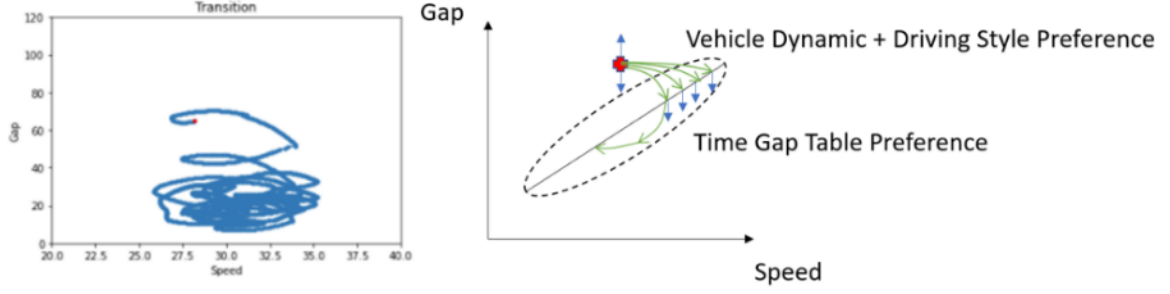 Transition
120
100
80
60
40
20
0
Gap
20.0 22.5 25.0 27.5 30.0 32.5 35.0 37.5 40.0
Speed
Gap
Vehicle Dynamic + Driving Style Preference
Time Gap Table Preference
Speed